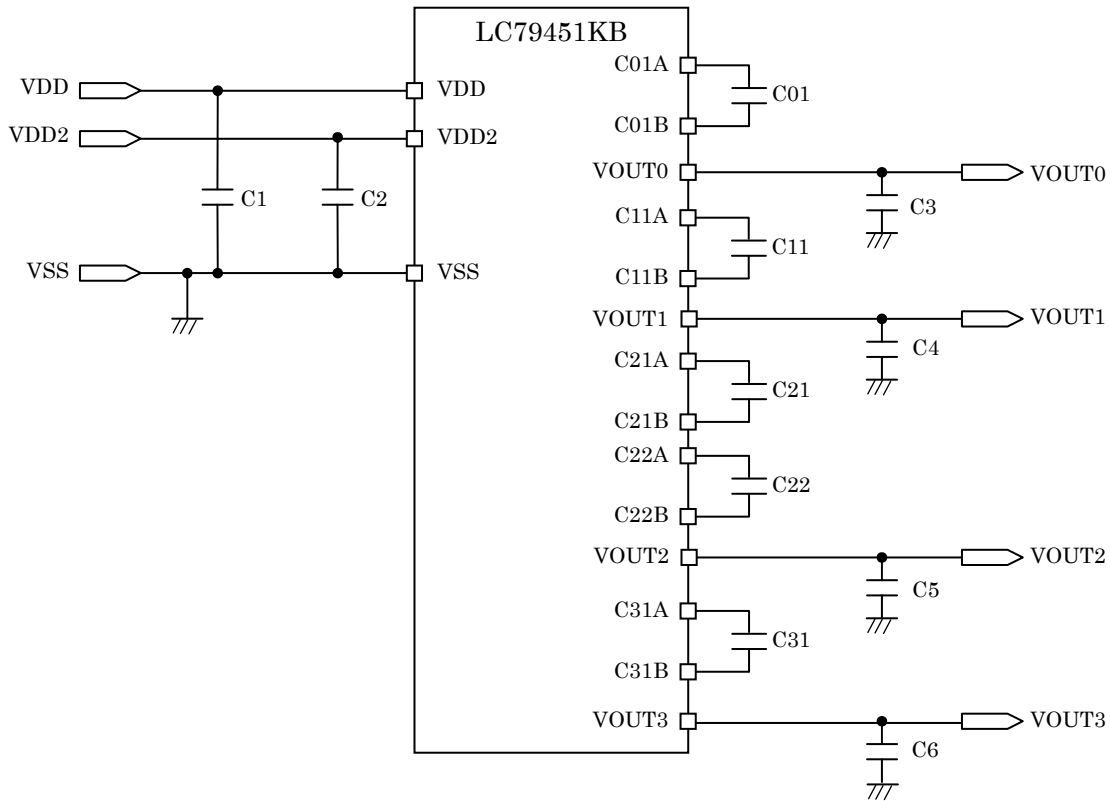 LC79451KB
VDD
VDD2
VSS
C1
C2
VDD
VDD2
VSS
C01A
C01B
VOUT0
C11A
C11B
VOUT1
C21A
C21B
C22A
C22B
VOUT2
C31A
C31B
VOUT3
C01
C11
C21
C22
C31
C3
C4
C5
C6
VOUT0
VOUT1
VOUT2
VOUT3